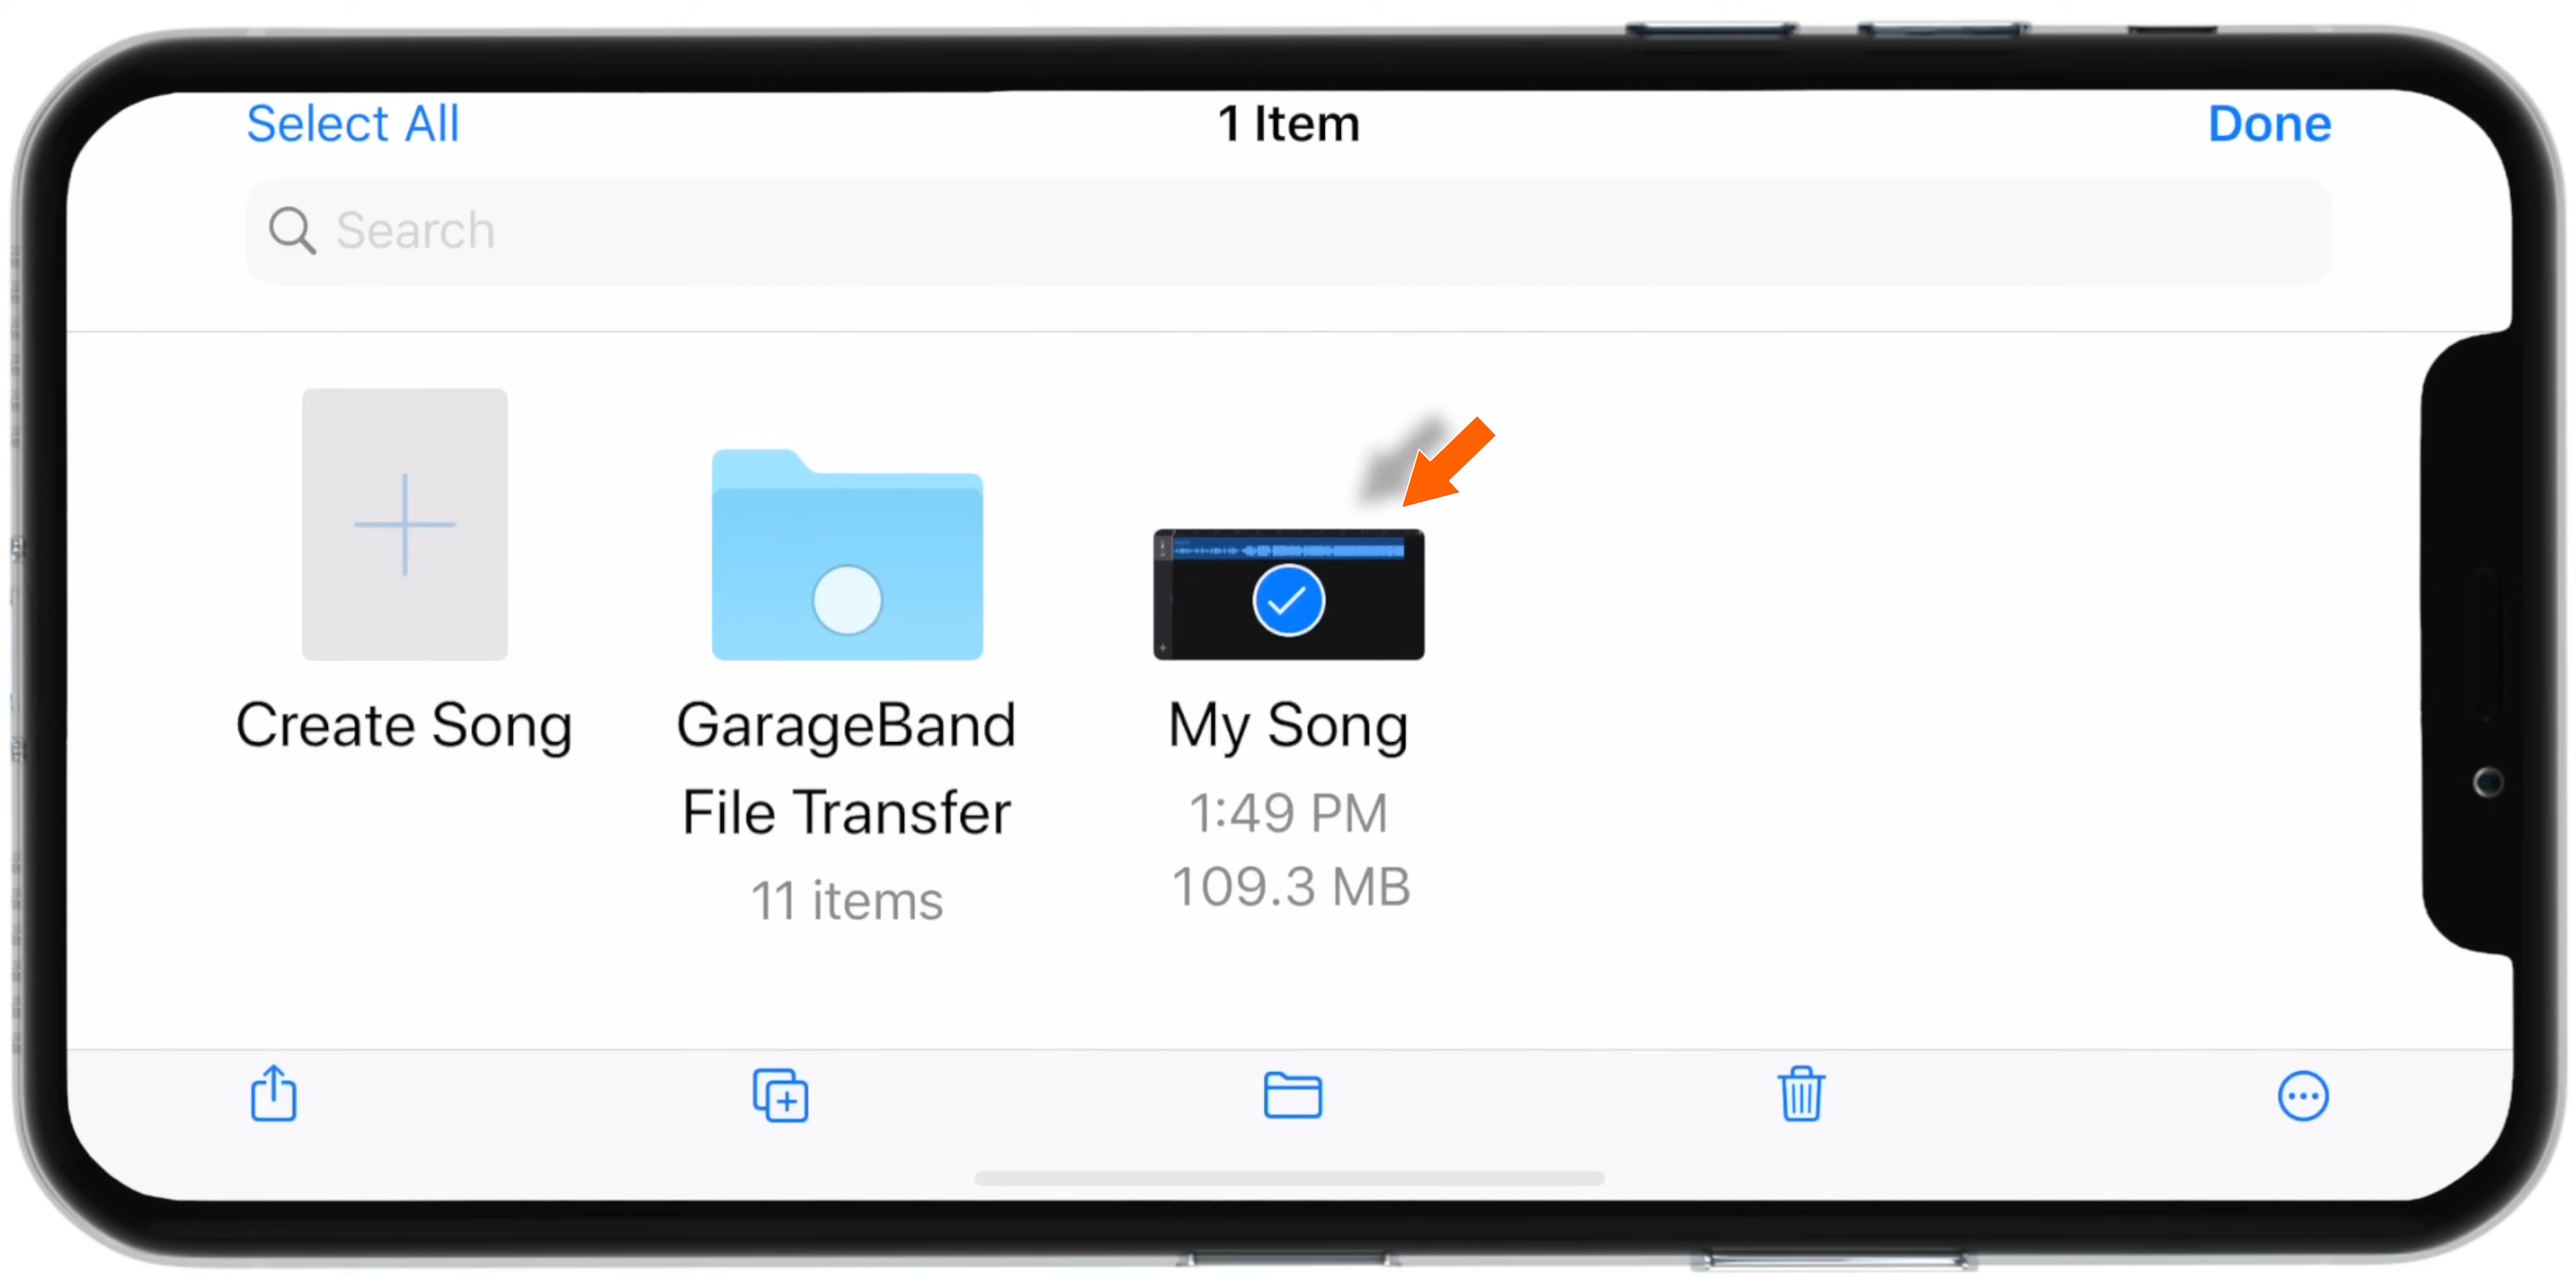 Select All
1 Item
Done
Search
Create Song
GarageBand
File Transfer
11 items
My Song
1:49 PM
109.3 MB